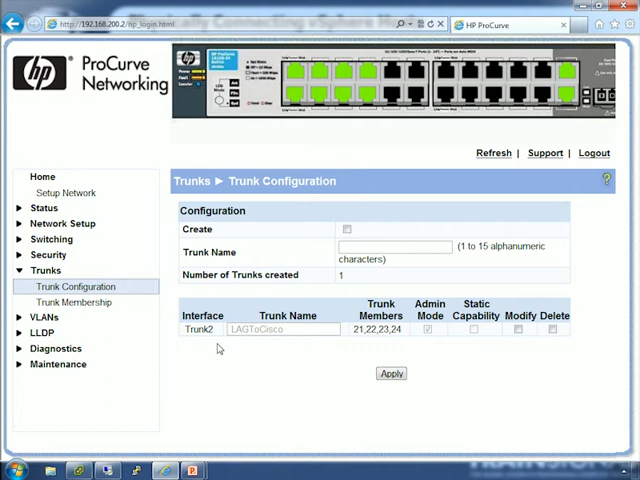 HP ProCurve
http://192.168.200.2/hp_login.html
HP ProCurve
hp
ProCurve
Networking
Refresh | Support | Logout
Home
Setup Network
Status
Network Setup
Switching
Security
Trunks
Trunk Configuration
Trunk Membership
VLANs
LLDP
Diagnostics
Maintenance
Trunks ► Trunk Configuration
?
Configuration
Create
Trunk Name (1 to 15 alphanumeric characters)
Number of Trunks created 1
Interface Trunk Name Trunk Members Admin Mode Static Capability Modify Delete
Trunk2 LAGToCisco 21,22,23,24
Apply